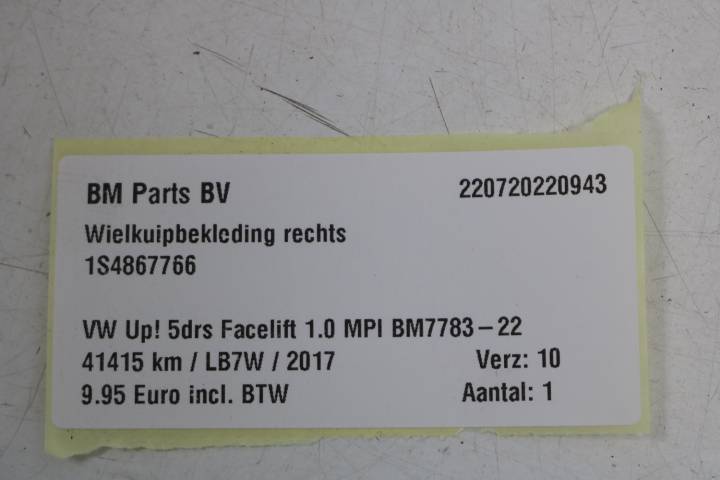 BM Parts BV 220720220943
Wielkuipbekleding rechts
1S4867766
VW Up! 5drs Facelift 1.0 MPI BM7783-22
41415 km / LB7W / 2017 Verz: 10
9.95 Euro incl. BTW Aantal: 1